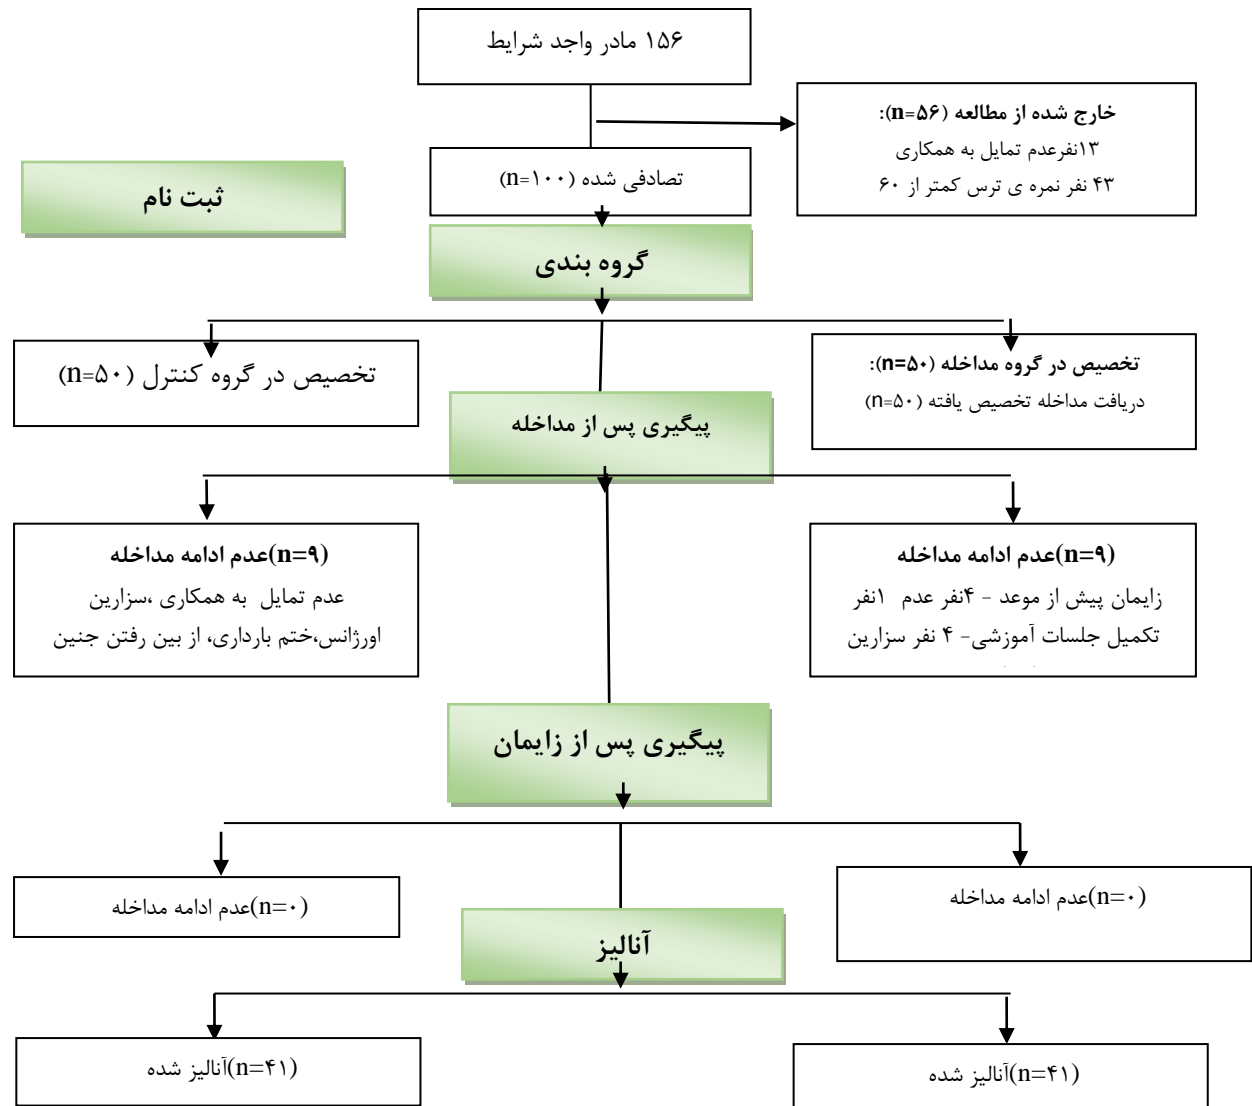 ۱۵۶ مادر واجد شرایط
خارج شده از مطالعه (n=۵۶):
۱۳نفرعدم تمایل به همکاری
۴۳ نفر نمره ی ترس کمتر از ۶۰
تصادفی شده (n=۱۰۰)
ثبت نام
گروه بندی
تخصیص در گروه مداخله (n=۵۰):
دریافت مداخله تخصیص یافته (n=۵۰)
تخصیص در گروه کنترل (n=۵۰)
پیگیری پس از مداخله
(n=۹)عدم ادامه مداخله
زایمان پیش از موعد - ۴نفر عدم ۱نفر
تکمیل جلسات آموزشی- ۴ نفر سزارین
(n=۹)عدم ادامه مداخله
عدم تمایل به همکاری ،سزارین
اورژانس،ختم بارداری، از بین رفتن جنین
پیگیری پس از زایمان
(n=۰)عدم ادامه مداخله
(n=۰)عدم ادامه مداخله
آنالیز
(n=۴۱)آنالیز شده
(n=۴۱)آنالیز شده